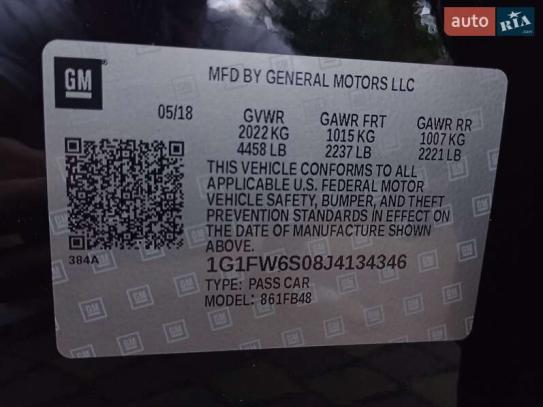 auto RIA
.com
GM
MFD BY GENERAL MOTORS LLC
05/18
GVWR GAWR FRT GAWR RR
2022 KG 1015 KG 1007 KG
4458 LB 2237 LB 2221 LB
THIS VEHICLE CONFORMS TO ALL
APPLICABLE U.S. FEDERAL MOTOR
VEHICLE SAFETY, BUMPER, AND THEFT
PREVENTION STANDARDS IN EFFECT ON
THE DATE OF MANUFACTURE SHOWN
ABOVE.
384A
1G1FW6S08J4134346
TYPE: PASS CAR
MODEL: 861FB48